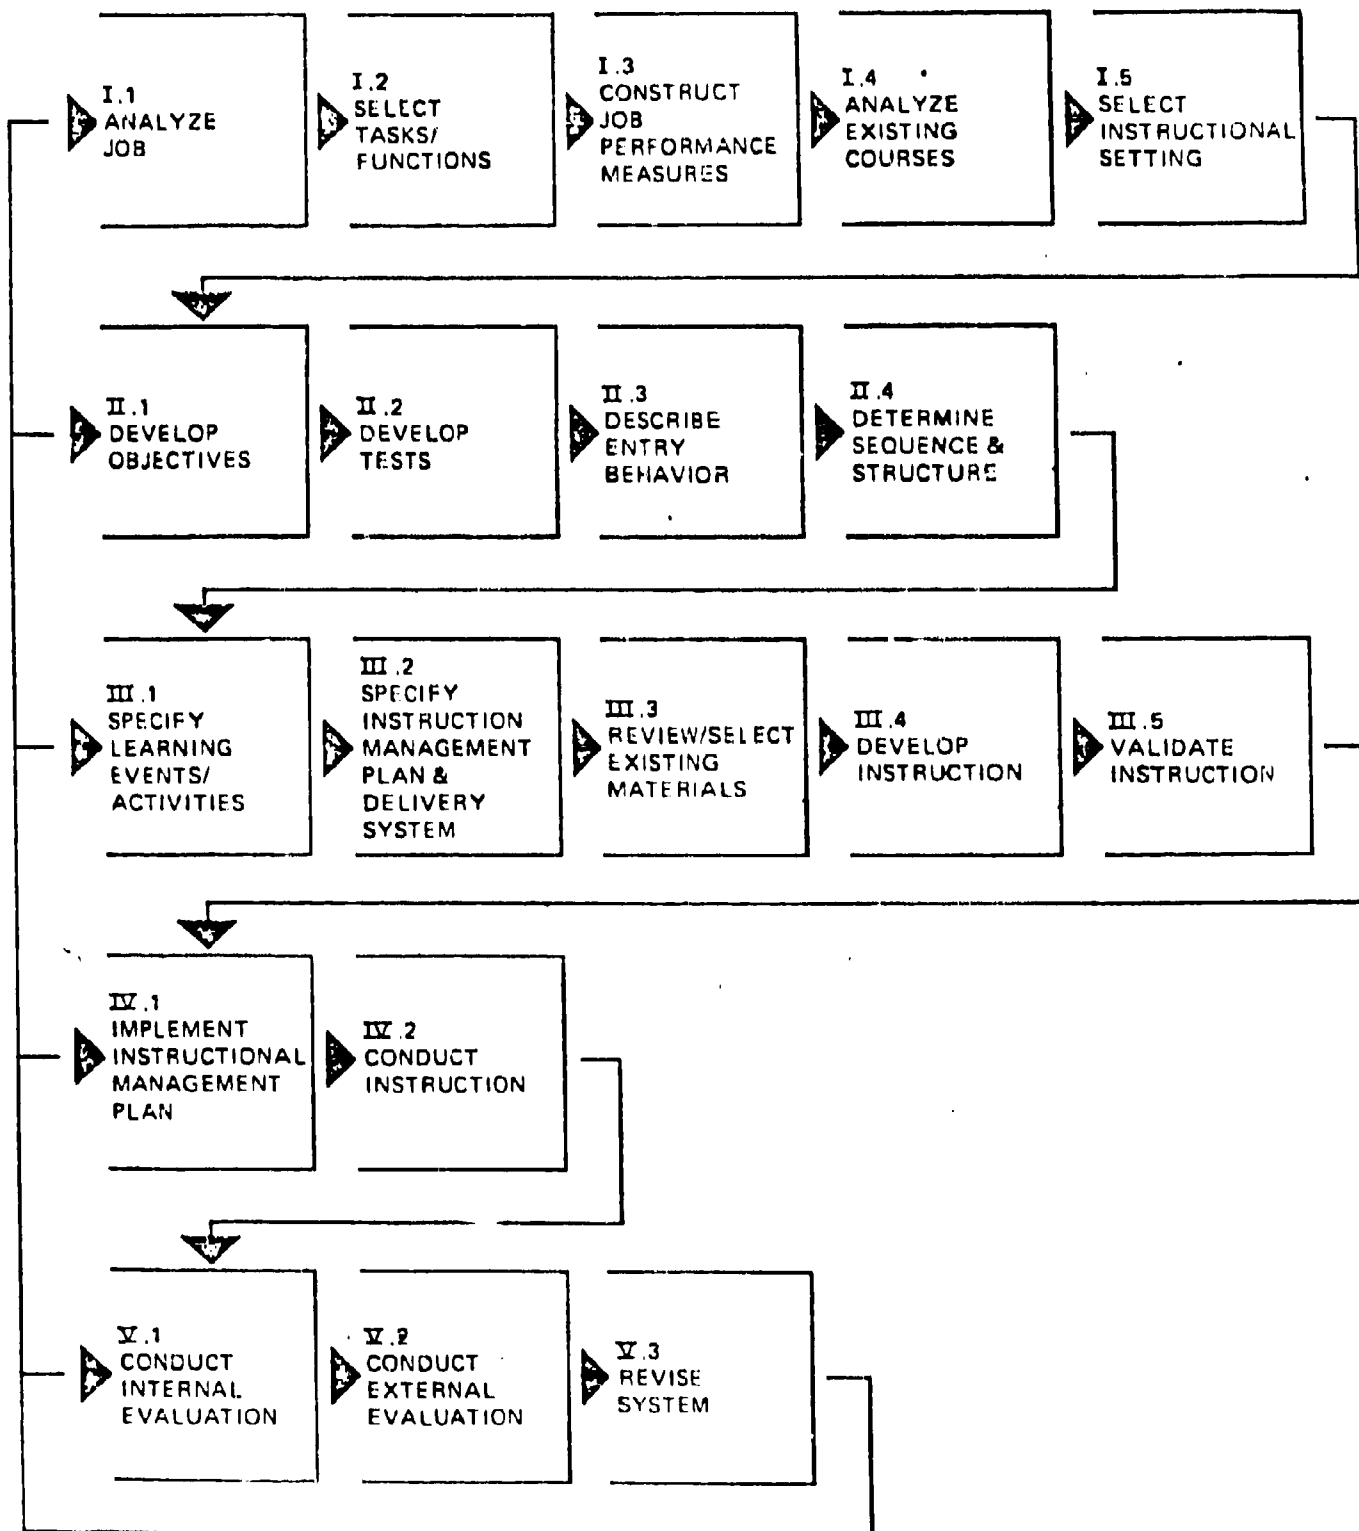 I.1
ANALYZE
JOB
I.2
SELECT
TASKS/
FUNCTIONS
I.3
CONSTRUCT
JOB
PERFORMANCE
MEASURES
I.4
ANALYZE
EXISTING
COURSES
I.5
SELECT
INSTRUCTIONAL
SETTING
II.1
DEVELOP
OBJECTIVES
II.2
DEVELOP
TESTS
II.3
DESCRIBE
ENTRY
BEHAVIOR
II.4
DETERMINE
SEQUENCE &
STRUCTURE
III.1
SPECIFY
LEARNING
EVENTS/
ACTIVITIES
III.2
SPECIFY
INSTRUCTION
MANAGEMENT
PLAN &
DELIVERY
SYSTEM
III.3
REVIEW/SELECT
EXISTING
MATERIALS
III.4
DEVELOP
INSTRUCTION
III.5
VALIDATE
INSTRUCTION
IV.1
IMPLEMENT
INSTRUCTIONAL
MANAGEMENT
PLAN
IV.2
CONDUCT
INSTRUCTION
V.1
CONDUCT
INTERNAL
EVALUATION
V.2
CONDUCT
EXTERNAL
EVALUATION
V.3
REVISE
SYSTEM